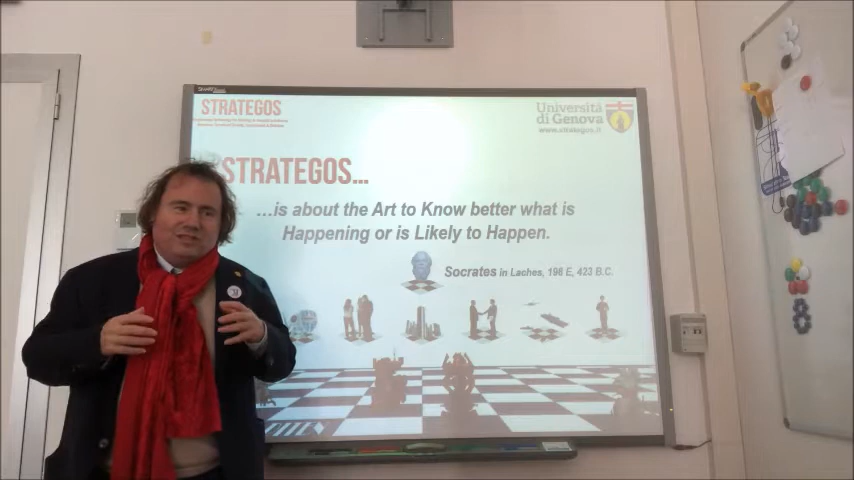 STRATEGOS
Università
di Genova
www.strategos.it
STRATEGOS...
...is about the Art to Know better what is
Happening or is Likely to Happen.
Socrates in Laches, 198 E, 423 B.C.